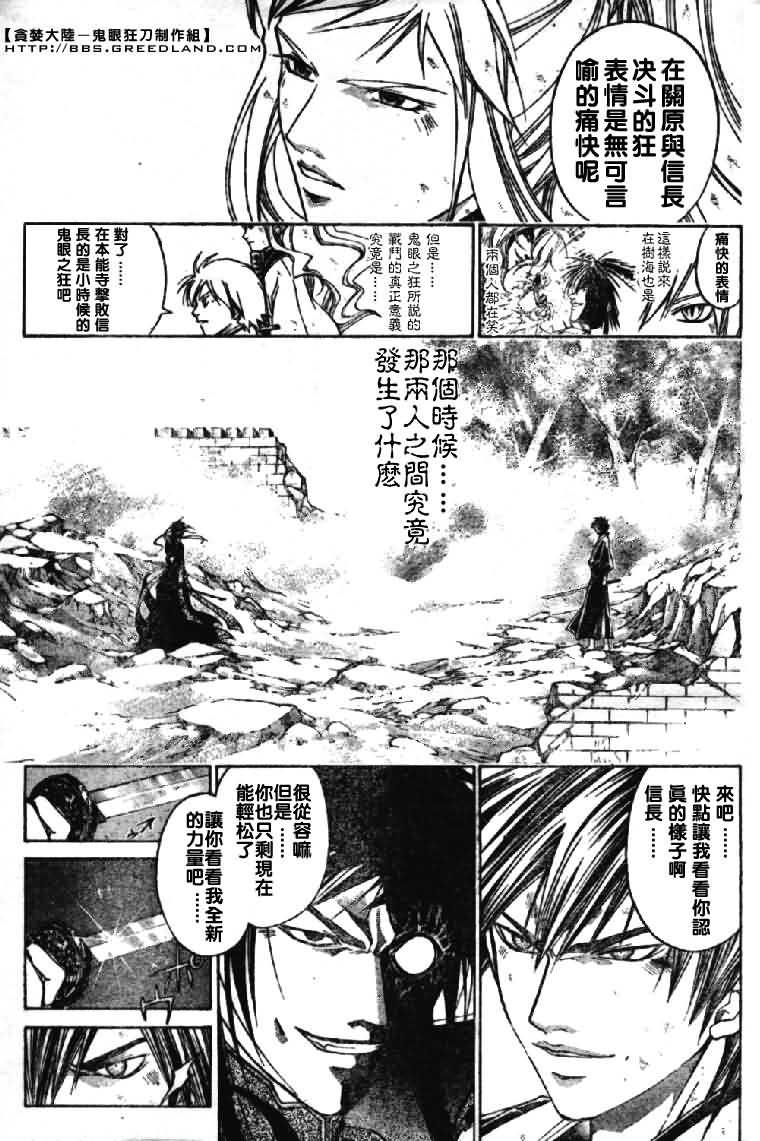 【貪婪大陸－鬼眼狂刀制作組】
HTTP://BBS.GREEDLAND.COM
在關原與信長
决斗的狂
表情是無可言
喻的痛快呢
痛快的表情
這樣說來
在樹海也是
兩個人都在笑
但是……
鬼眼之狂所說的
戰鬥的真正意義
究竟是……
對了……
在本能寺擊敗信
長的是小時候的
鬼眼之狂吧
那個時候……
那兩人之間究竟
發生了什麽
來吧……
快點讓我看看你認
眞的樣子啊
信長……
很從容嘛
但是……
你也只剩現在
能輕松了
讓你看看我全新
的力量吧……